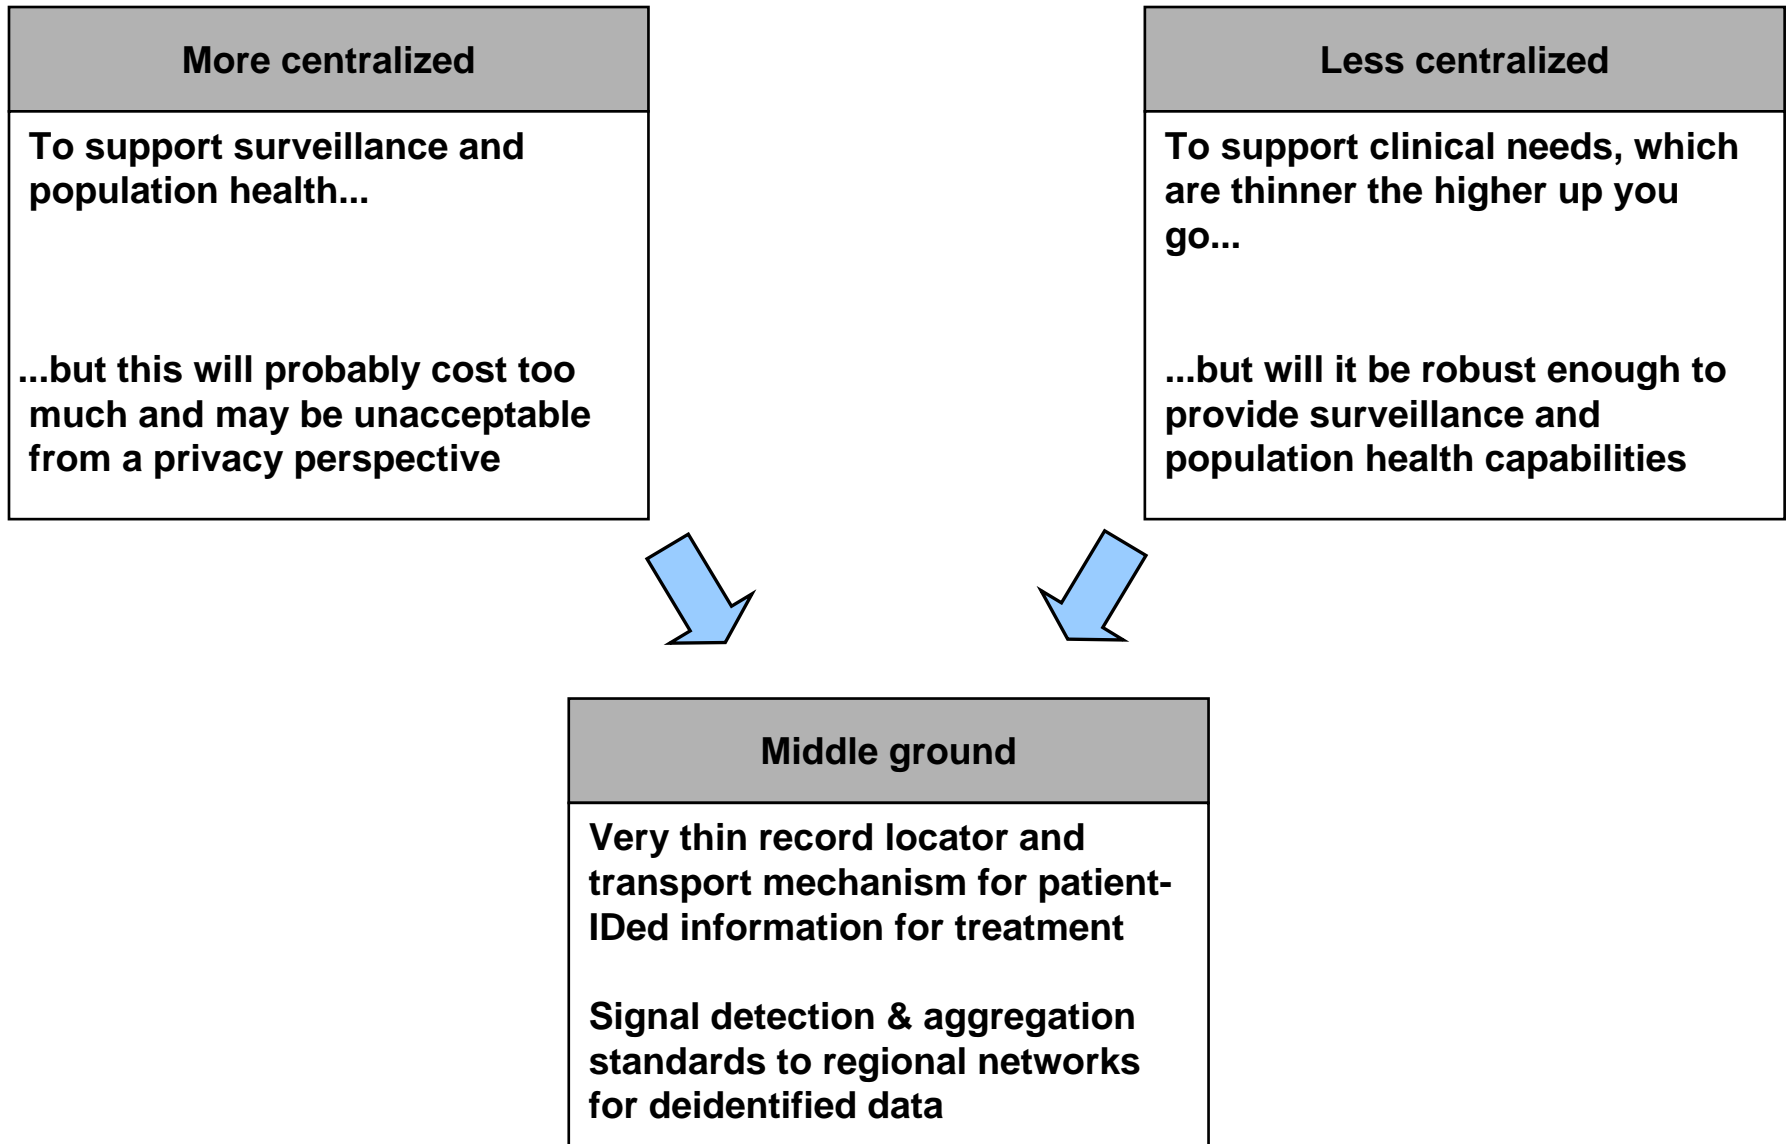 More centralized
To support surveillance and
population health...
...but this will probably cost too
much and may be unacceptable
from a privacy perspective
Less centralized
To support clinical needs, which
are thinner the higher up you
go...
...but will it be robust enough to
provide surveillance and
population health capabilities
Middle ground
Very thin record locator and
transport mechanism for patient-
IDed information for treatment
Signal detection & aggregation
standards to regional networks
for deidentified data